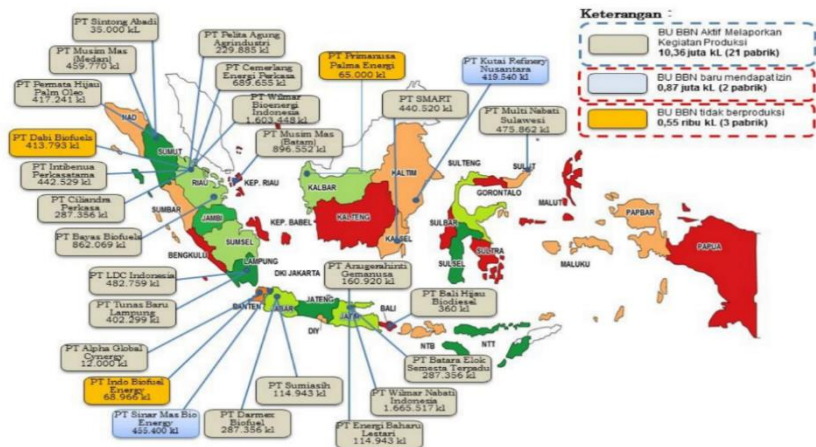 Keterangan :
BU BBN Aktif Melaporkan
Kegiatan Produksi
10,36 juta kL (21 pabrik)
BU BBN baru mendapat izin
0,87 juta kL (2 pabrik)
BU BBN tidak berproduksi
0,55 ribu kL (3 pabrik)
PT Sintong Abadi
35.000 kL
PT Pelita Agung
Agrindustri
229.885 kl
PT Musim Mas
(Medan)
459.770 kl
PT Cemerlang
Energi Perkasa
689.655 kl
PT Permata Hijau
Palm Oleo
417.241 kl
PT Wilmar
Bioenergi
Indonesia
1.603.448 kl
PT Dabi Biofuels
413.793 kl
PT Musim Mas
(Batam)
896.552 kl
PT Intibenua
Perkasatama
442.529 kl
PT Ciliandra
Perkasa
287.356 kl
PT Bayas Biofuels
862.069 kl
PT LDC Indonesia
482.759 kl
PT Tunas Baru
Lampung
402.299 kl
PT Alpha Global
Cynergy
12.000 kl
PT Indo Biofuel
Energy
68.966 kl
PT Sinar Mas Bio
Energy
455.400 kl
PT Darmex
Biofuel
287.356 kl
PT Sumiasih
114.943 kl
PT Energi Baharu
Lestari
114.943 kl
PT Wilmar Nabati
Indonesia
1.665.517 kl
PT Batara Elok
Semesta Terpadu
287.356 kl
PT Bali Hijau
Biodiesel
360 kl
PT Anugerahinti
Gemanusa
160.920 kl
PT Primanusa
Palma Energi
65.000 kl
PT SMART
440.520 kl
PT Kutai Refinery
Nusantara
419.540 kl
PT Multi Nabati
Sulawesi
475.862 kl
NAD
SUMUT
RIAU
KEP. RIAU
SUMBAR
JAMBI
SUMSEL
KEP. BABEL
BENGKULU
LAMPUNG
DKI JAKARTA
BANTEN
JABAR
JATENG
DIY
JATIM
BALI
NTB
NTT
KALBAR
KALTENG
KALTIM
KALSEL
SULTENG
SULUT
GORONTALO
SULBAR
SULSEL
SULTRA
MALUT
MALUKU
PAPBAR
PAPUA